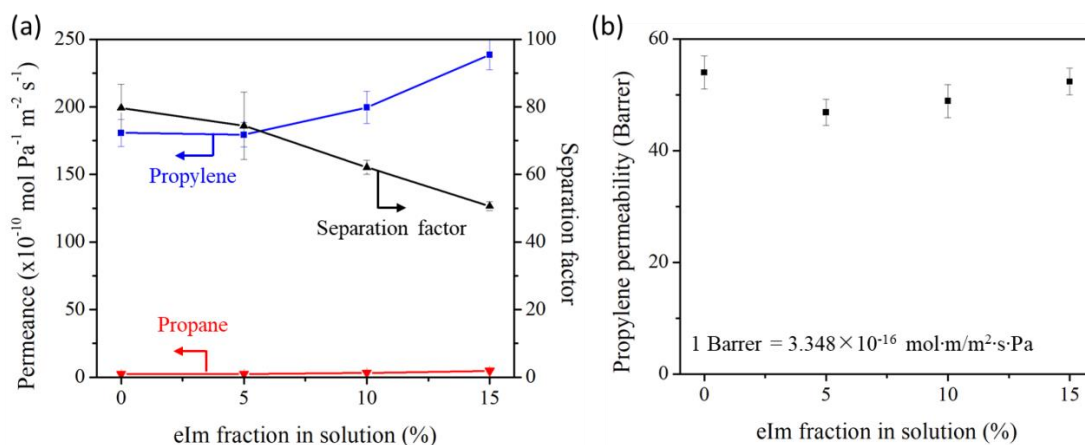 (a)
Permeance (x10⁻¹⁰ mol Pa⁻¹ m⁻² s⁻¹)
250
200
150
100
50
0
Propylene
Separation factor
Propane
100
80
60
40
20
0
Separation factor
0 5 10 15
eIm fraction in solution (%)
(b)
Propylene permeability (Barrer)
60
40
20
0
1 Barrer = 3.348×10⁻¹⁶ mol·m/m²·s·Pa
0 5 10 15
eIm fraction in solution (%)